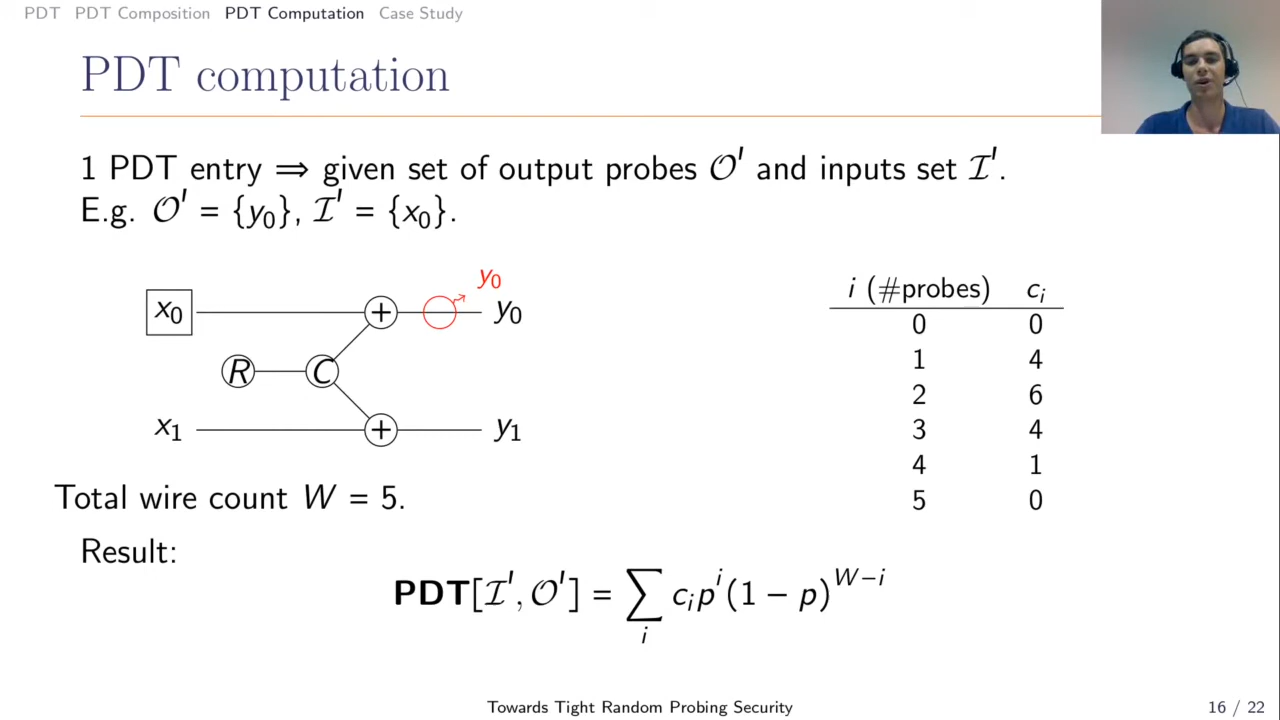 PDT PDT Composition PDT Computation Case Study
PDT computation
1 PDT entry ⇒ given set of output probes 𝒪′ and inputs set ℐ′.
E.g. 𝒪′ = {y₀}, ℐ′ = {x₀}.
y₀
x₀ + y₀
R C
x₁ + y₁
i (#probes) cᵢ
0 0
1 4
2 6
3 4
4 1
5 0
Total wire count W = 5.
Result:
PDT[ℐ′, 𝒪′] = ∑ᵢ cᵢpⁱ(1 − p)^{W−i}
Towards Tight Random Probing Security 16 / 22